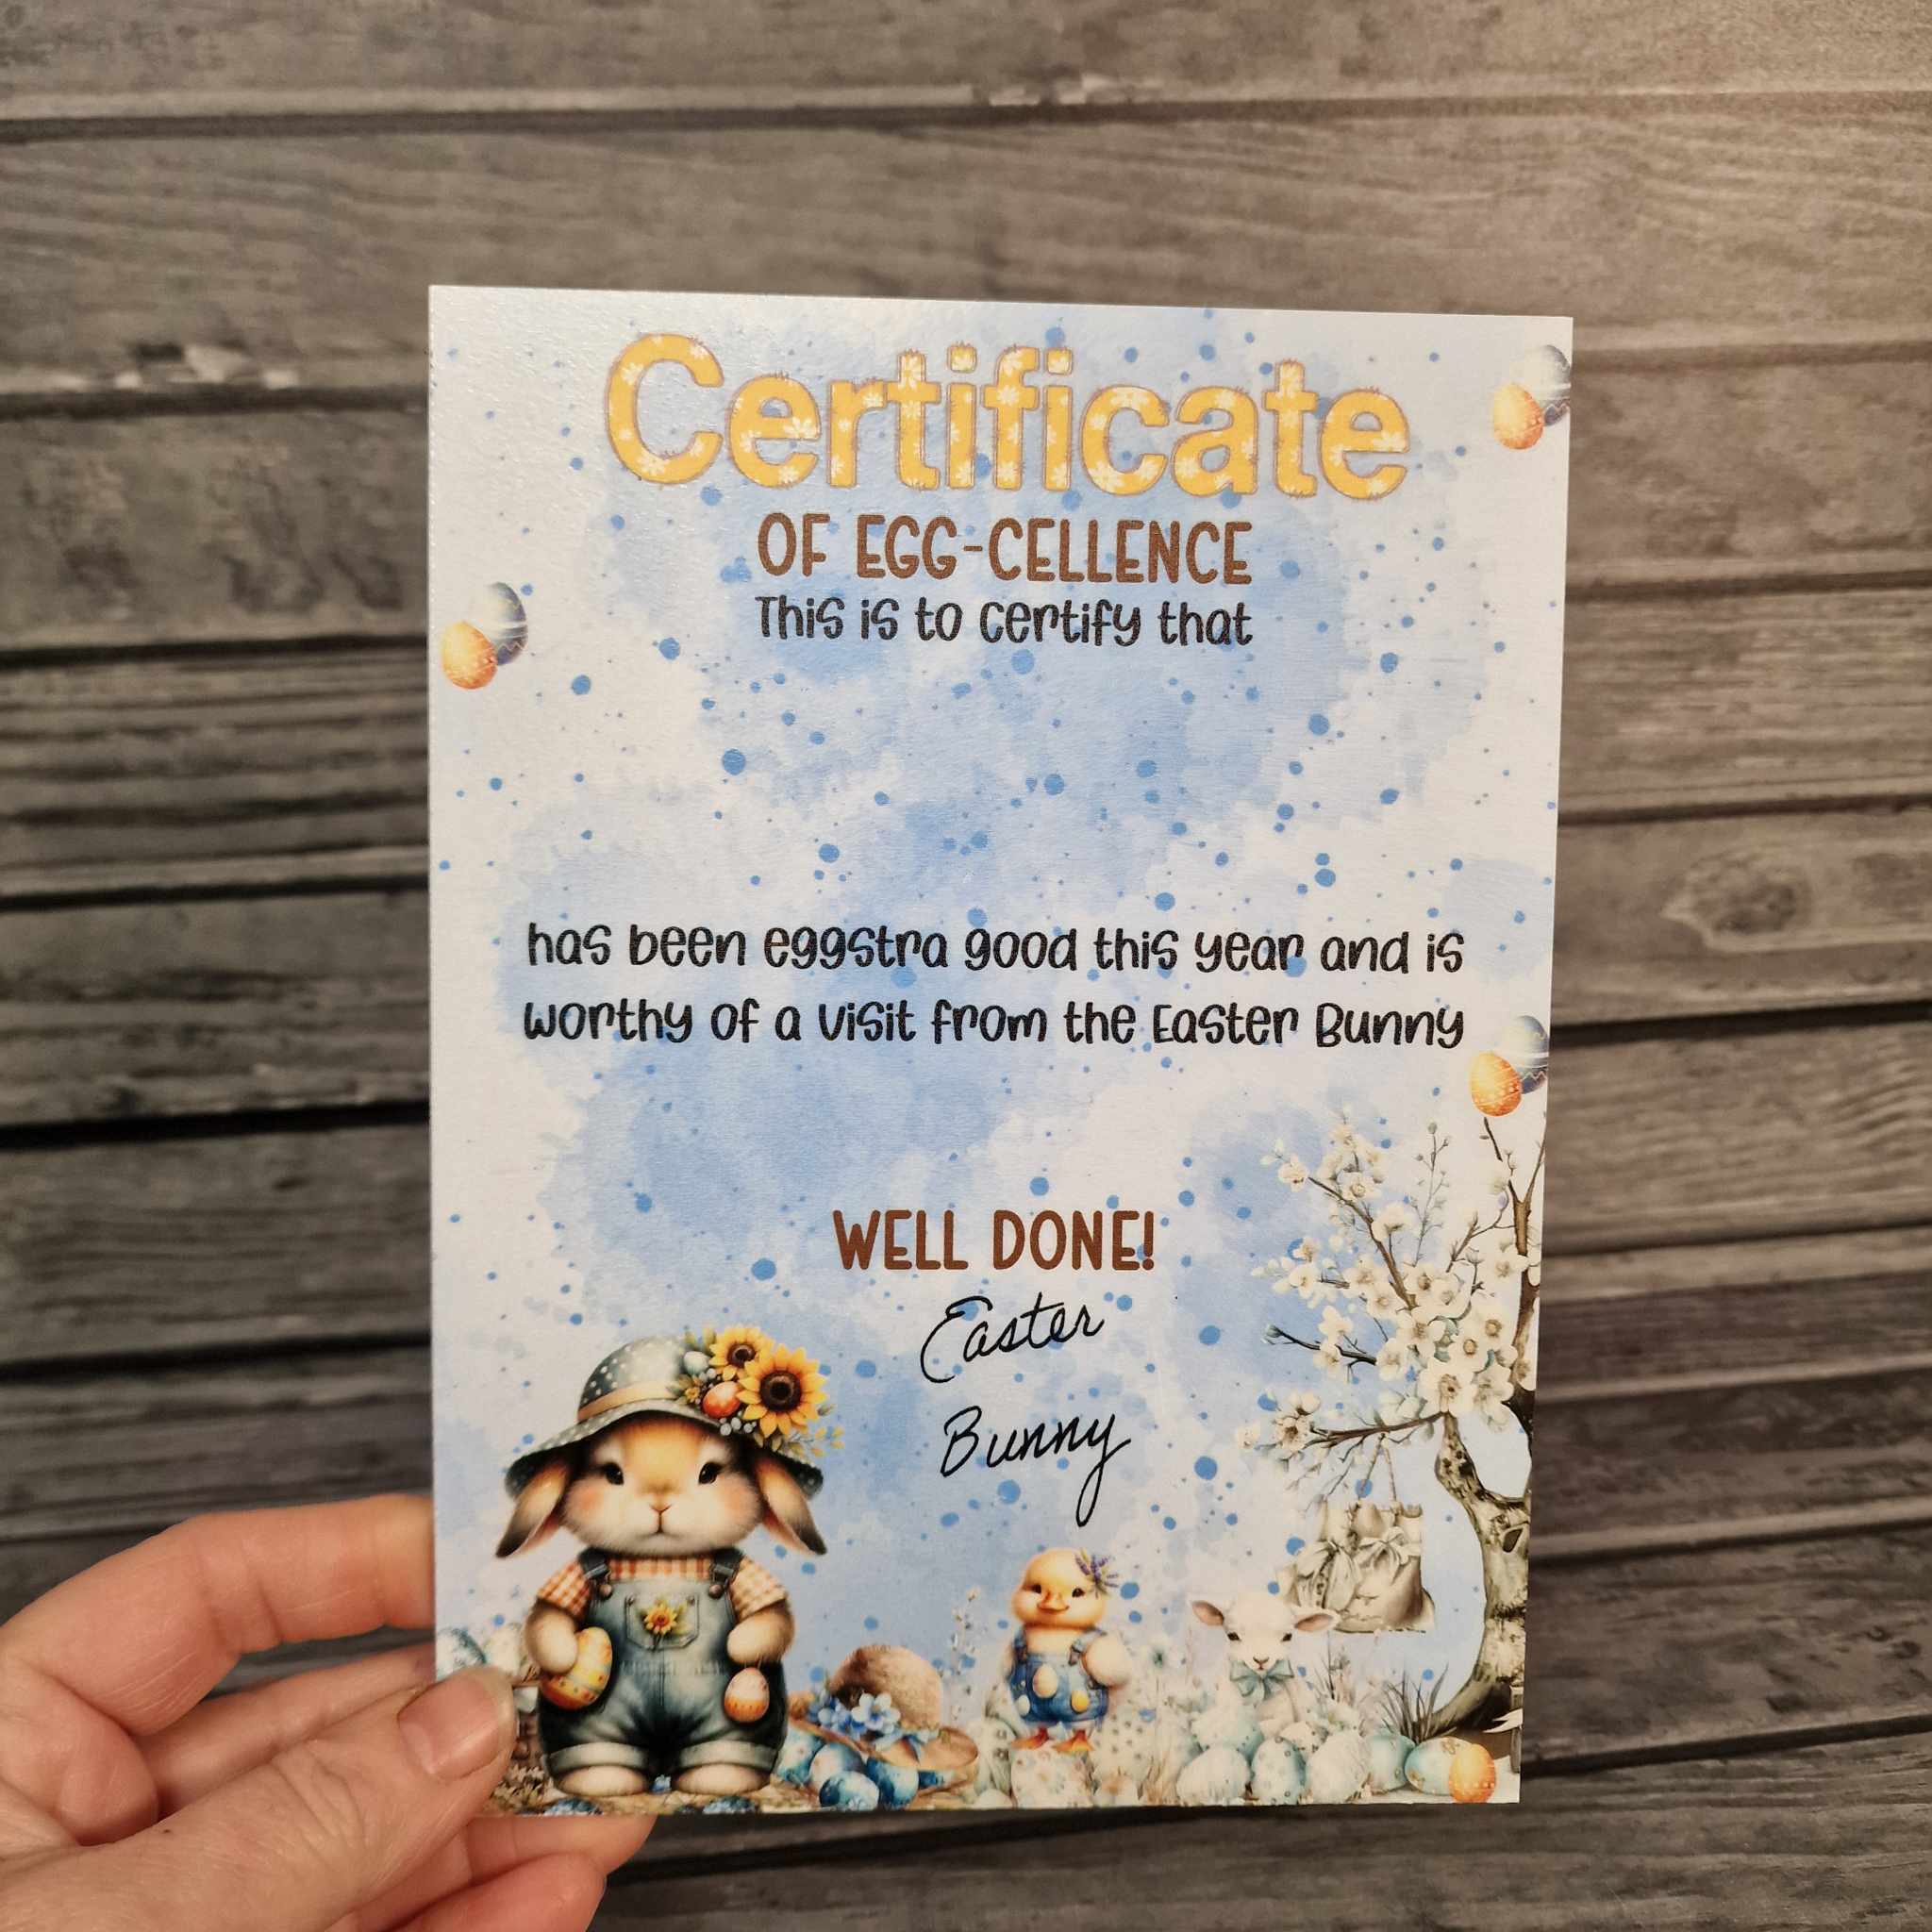 Certificate
OF EGG-CELLENCE
This is to certify that
has been eggstra good this year and is
worthy of a visit from the Easter Bunny
WELL DONE!
Easter
Bunny